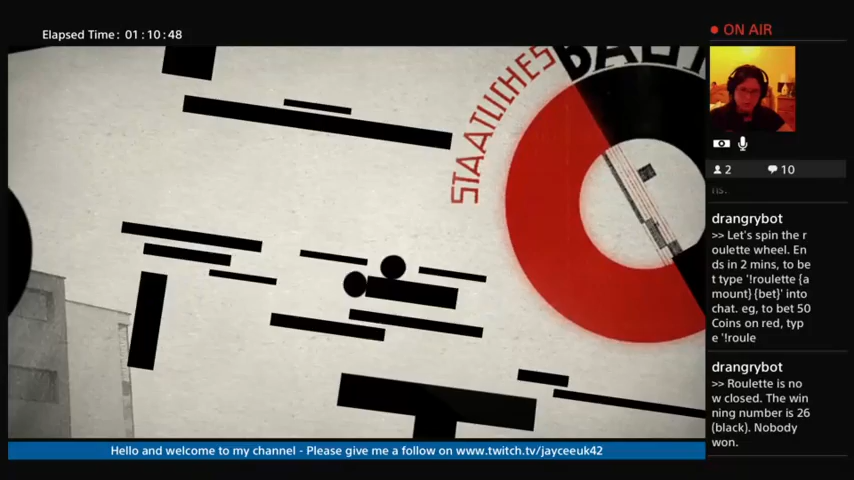 Elapsed Time : 01:10:48
ON AIR
STAATLICHES
2
10
drangrybot
>> Let's spin the r
oulette wheel. En
ds in 2 mins, to be
t type '!roulette {a
mount} {bet}' into
chat. eg, to bet 50
Coins on red, typ
e '!roule
drangrybot
>> Roulette is no
w closed. The win
ning number is 26
(black). Nobody
won.
Hello and welcome to my channel - Please give me a follow on www.twitch.tv/jayceeuk42